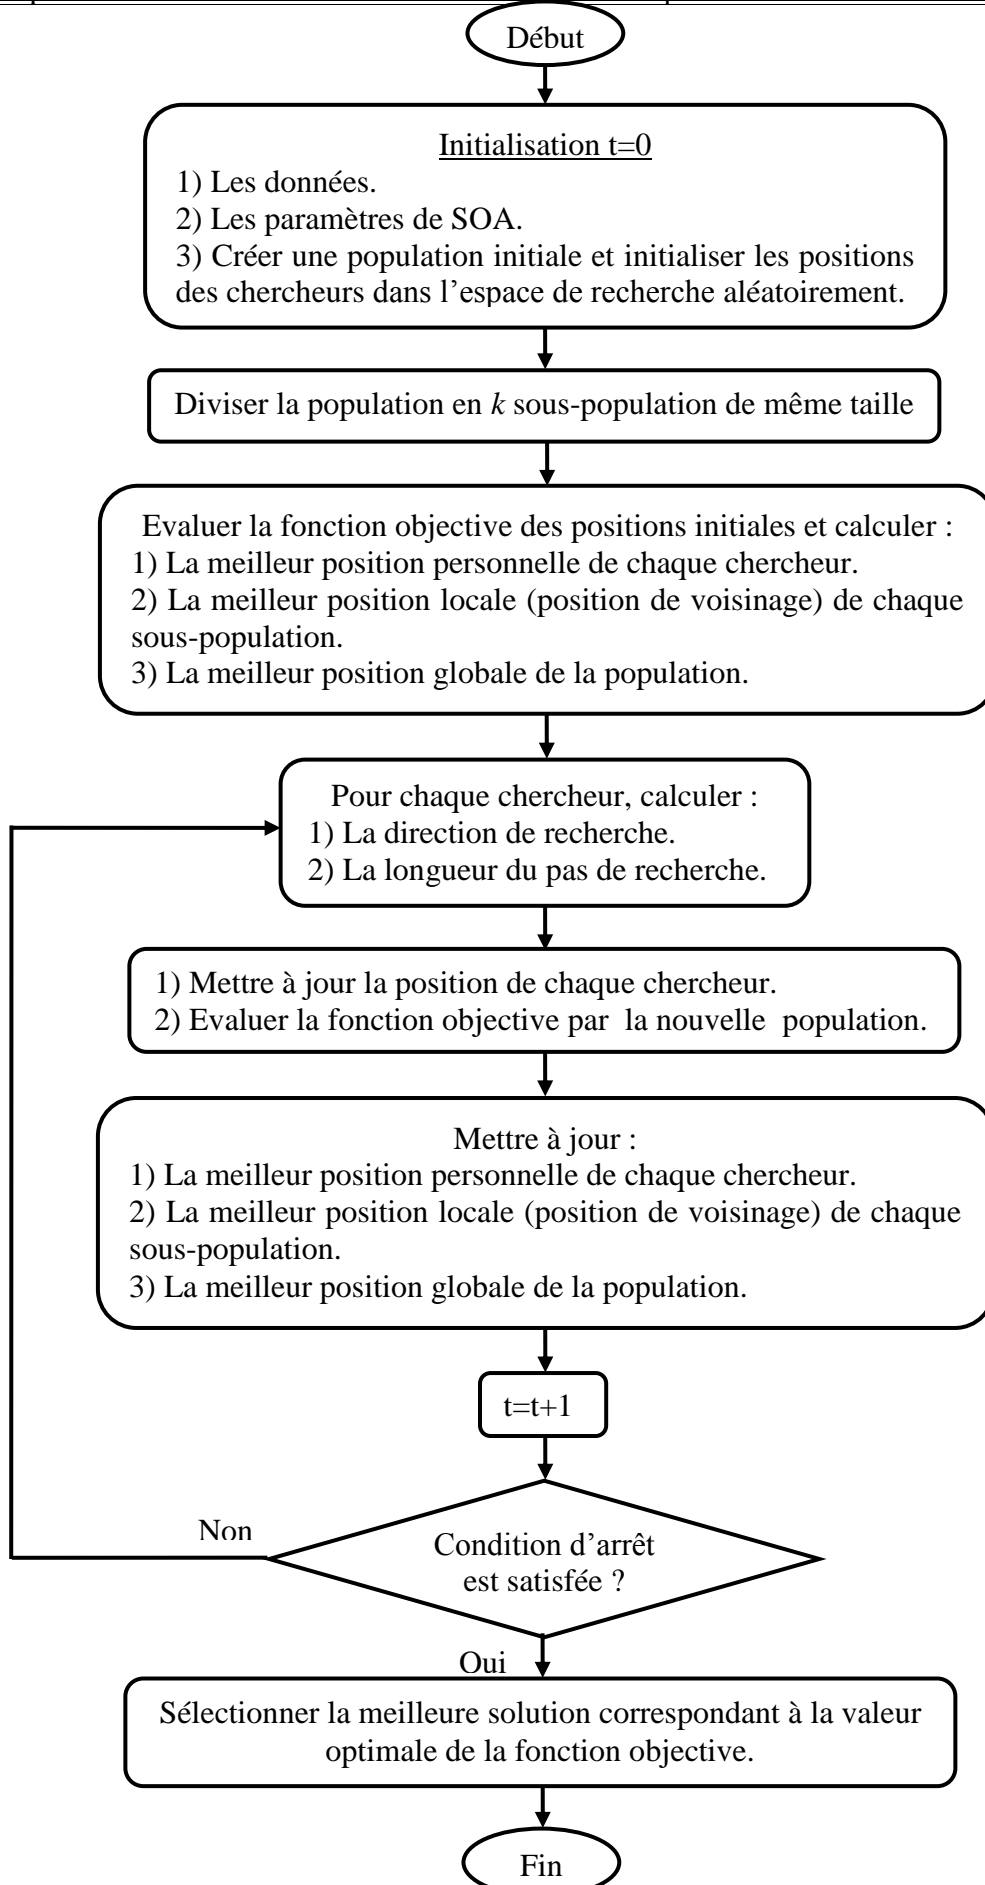 Début
Initialisation t=0
1) Les données.
2) Les paramètres de SOA.
3) Créer une population initiale et initialiser les positions
des chercheurs dans l’espace de recherche aléatoirement.
Diviser la population en k sous-population de même taille
Evaluer la fonction objective des positions initiales et calculer :
1) La meilleur position personnelle de chaque chercheur.
2) La meilleur position locale (position de voisinage) de chaque
sous-population.
3) La meilleur position globale de la population.
Pour chaque chercheur, calculer :
1) La direction de recherche.
2) La longueur du pas de recherche.
1) Mettre à jour la position de chaque chercheur.
2) Evaluer la fonction objective par la nouvelle population.
Mettre à jour :
1) La meilleur position personnelle de chaque chercheur.
2) La meilleur position locale (position de voisinage) de chaque
sous-population.
3) La meilleur position globale de la population.
t=t+1
Non
Condition d’arrêt
est satisfée ?
Oui
Sélectionner la meilleure solution correspondant à la valeur
optimale de la fonction objective.
Fin